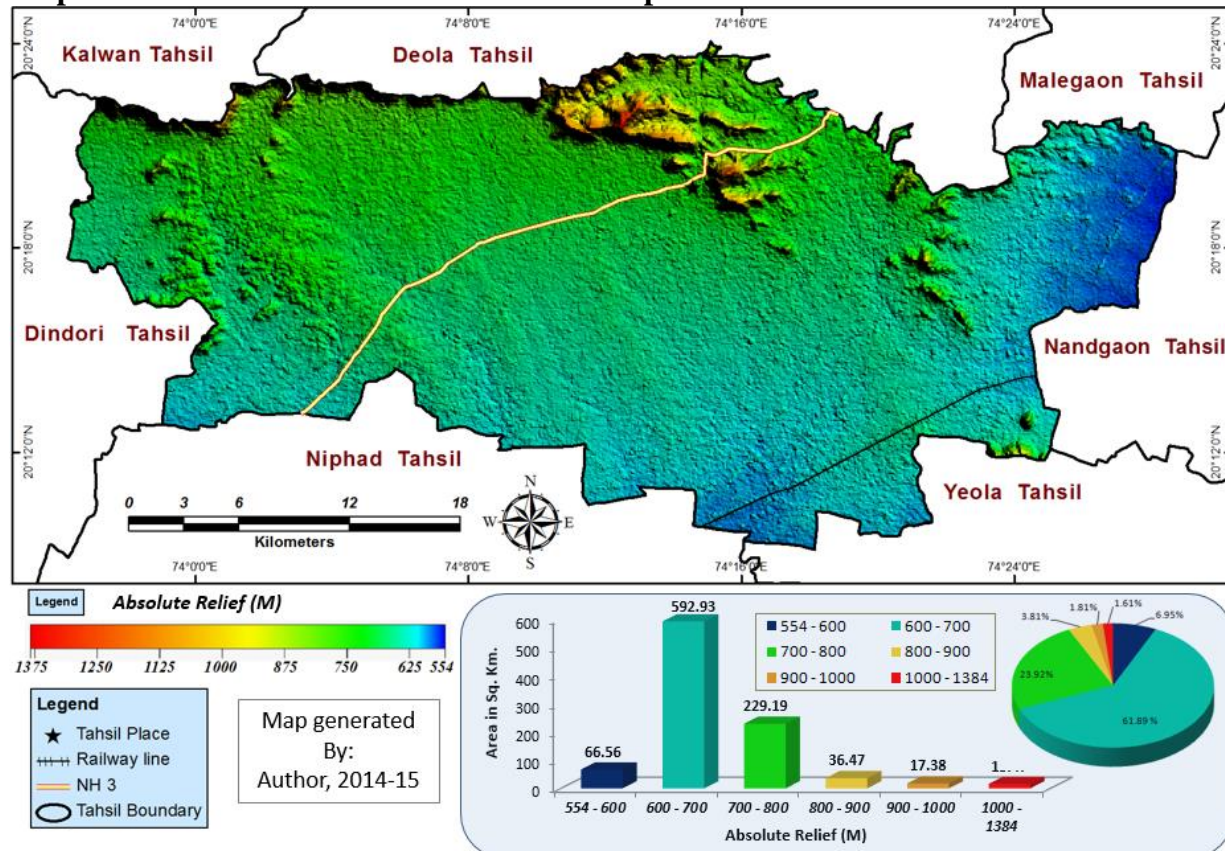 74°0'0"E 74°8'0"E 74°16'0"E 74°24'0"E
20°24'0"N 20°24'0"N
Kalwan Tahsil
Deola Tahsil
Malegaon Tahsil
20°18'0"N 20°18'0"N
Dindori Tahsil
Nandgaon Tahsil
20°12'0"N 20°12'0"N
Niphad Tahsil
Yeola Tahsil
0 3 6 12 18
Kilometers
N
W E
S
74°0'0"E 74°8'0"E 74°16'0"E 74°24'0"E
Legend Absolute Relief (M)
1375 1250 1125 1000 875 750 625 554
Legend
Tahsil Place
Railway line
NH 3
Tahsil Boundary
Map generated
By:
Author, 2014-15
Area in Sq. Km.
600
500
400
300
200
100
0
66.56
592.93
229.19
36.47
17.38
554 - 600
600 - 700
700 - 800
800 - 900
900 - 1000
1000 -
1384
Absolute Relief (M)
554 - 600 600 - 700
700 - 800 800 - 900
900 - 1000 1000 - 1384
3.81% 1.81% 1.61% 6.95%
23.92%
61.89 %